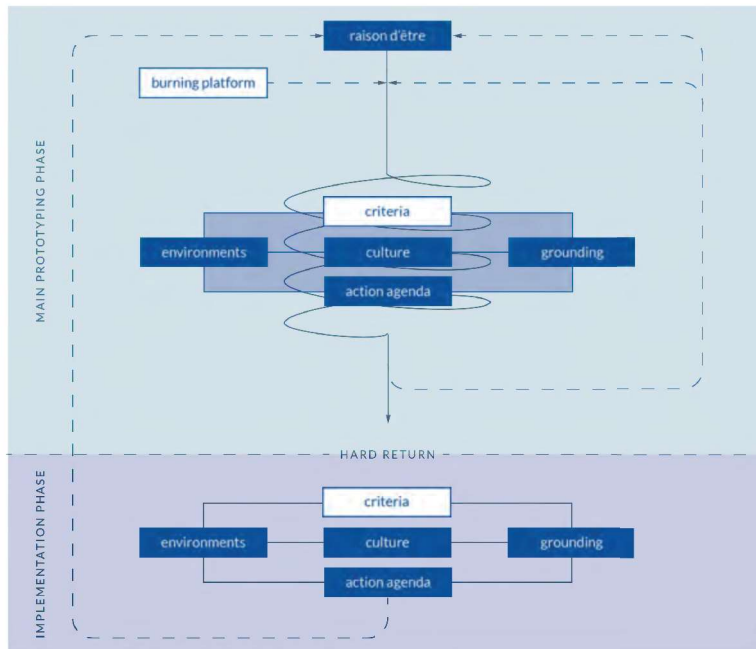 raison d'être
burning platform
MAIN PROTOTYPING PHASE
criteria
environments
culture
grounding
action agenda
HARD RETURN
IMPLEMENTATION PHASE
criteria
environments
culture
grounding
action agenda